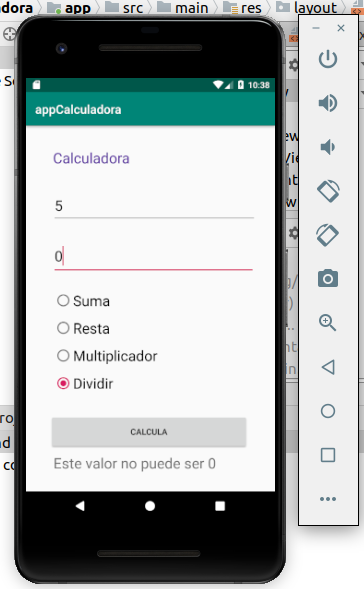 adora app src main res layout
10:38
appCalculadora
Calculadora
5
0
Suma
Resta
Multiplicador
Dividir
CALCULA
Este valor no puede ser 0